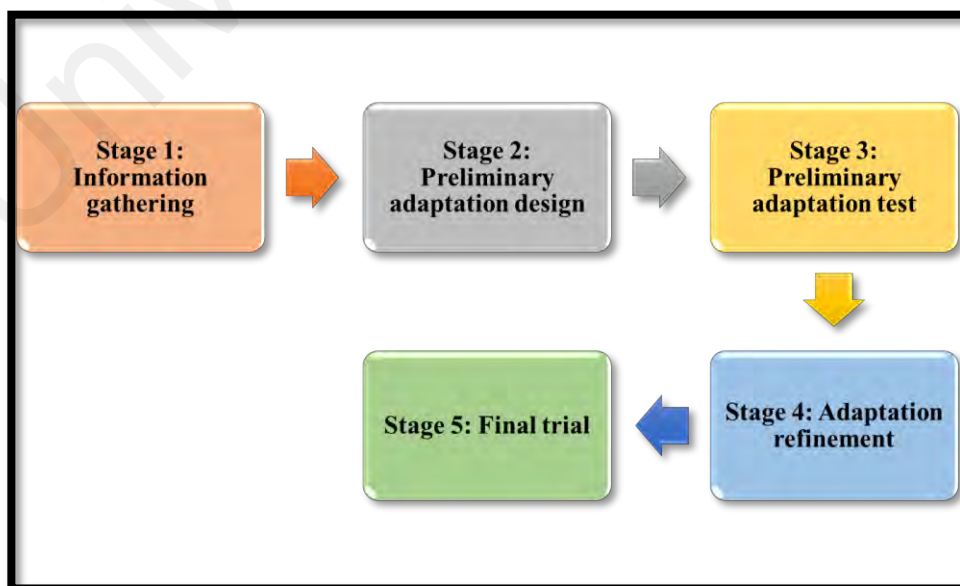 Stage 1:
Information
gathering
Stage 2:
Preliminary
adaptation design
Stage 3:
Preliminary
adaptation test
Stage 4: Adaptation
refinement
Stage 5: Final trial
Univ